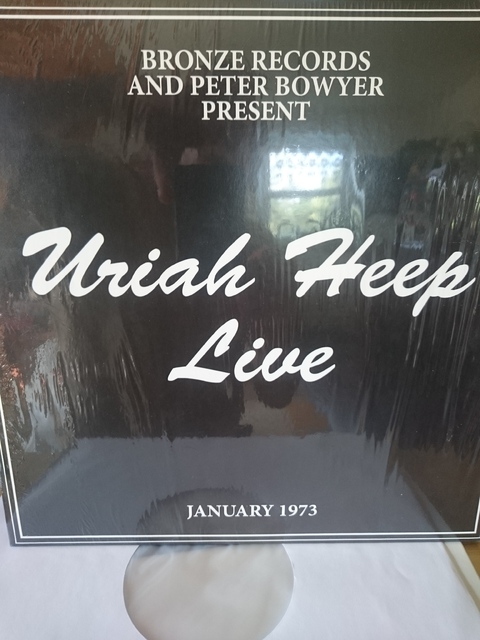 BRONZE RECORDS
AND PETER BOWYER
PRESENT
Uriah Heep
Live
JANUARY 1973